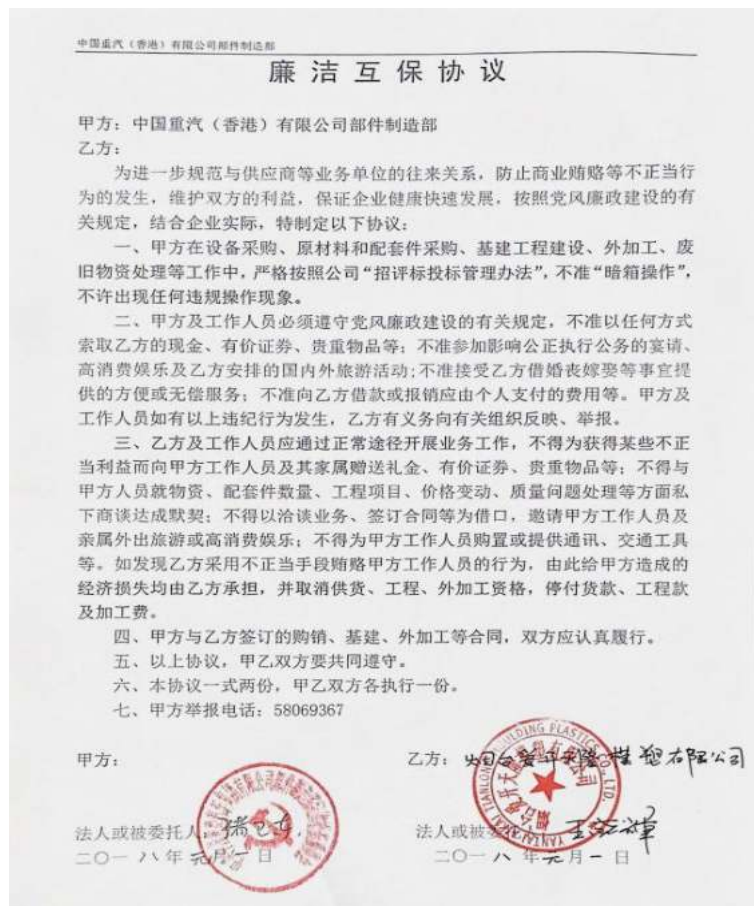 中国重汽（香港）有限公司部件制造部
廉洁互保协议
甲方：中国重汽（香港）有限公司部件制造部
乙方：
为进一步规范与供应商等业务单位的往来关系，防止商业贿赂等不正当行
为的发生，维护双方的利益，保证企业健康快速发展，按照党风廉政建设的有
关规定，结合企业实际，特制定以下协议：
一、甲方在设备采购、原材料和配套件采购、基建工程建设、外加工、废
旧物资处理等工作中，严格按照公司“招评标投标管理办法”，不准“暗箱操作”，
不许出现任何违规操作现象。
二、甲方及工作人员必须遵守党风廉政建设的有关规定，不准以任何方式
索取乙方的现金、有价证券、贵重物品等；不准参加影响公正执行公务的宴请、
高消费娱乐及乙方安排的国内外旅游活动；不准接受乙方借婚丧嫁娶等事宜提
供的方便或无偿服务；不准向乙方借款或报销应由个人支付的费用等。甲方及
工作人员如有以上违纪行为发生，乙方有义务向有关组织反映、举报。
三、乙方及工作人员应通过正常途径开展业务工作，不得为获得某些不正
当利益而向甲方工作人员及其家属赠送礼金、有价证券、贵重物品等；不得与
甲方人员就物资、配套件数量、工程项目、价格变动、质量问题处理等方面私
下商谈达成默契；不得以洽谈业务、签订合同等为借口，邀请甲方工作人员及
亲属外出旅游或高消费娱乐；不得为甲方工作人员购置或提供通讯、交通工具
等。如发现乙方采用不正当手段贿赂甲方工作人员的行为，由此给甲方造成的
经济损失均由乙方承担，并取消供货、工程、外加工资格，停付货款、工程款
及加工费。
四、甲方与乙方签订的购销、基建、外加工等合同，双方应认真履行。
五、以上协议，甲乙双方要共同遵守。
六、本协议一式两份，甲乙双方各执行一份。
七、甲方举报电话：58069367
甲方：
乙方： 有限公司
法人或被委托人
法人或被委
二〇一八年元月一日
二〇一八年元月一日